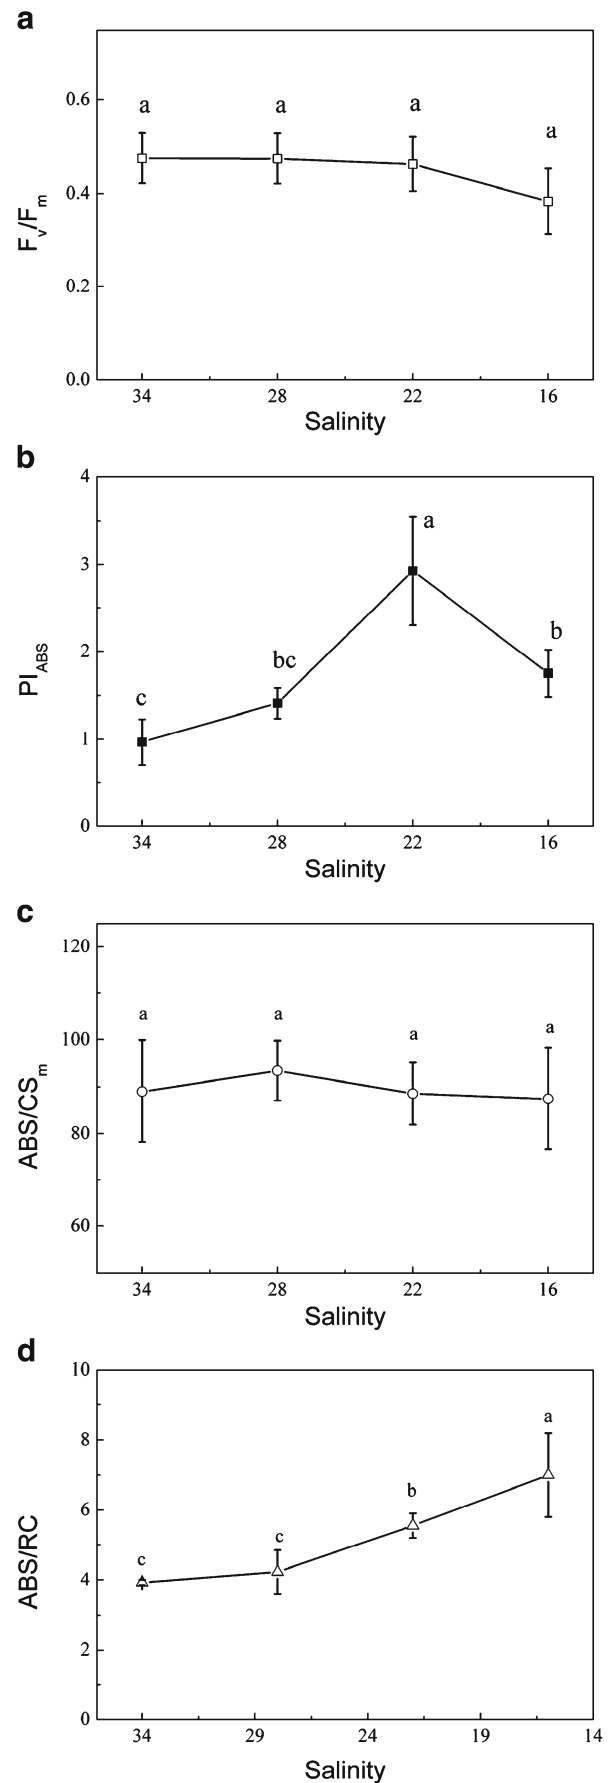 a
0.6
a
a
a
a
0.4
0.2
0.0
Fv/Fm
34
28
22
16
Salinity
b
4
3
2
1
0
a
b
bc
c
PIABS
34
28
22
16
Salinity
c
120
100
80
60
a
a
a
a
ABS/CSm
34
28
22
16
Salinity
d
10
8
6
4
2
0
a
b
c
c
ABS/RC
34
29
24
19
14
Salinity